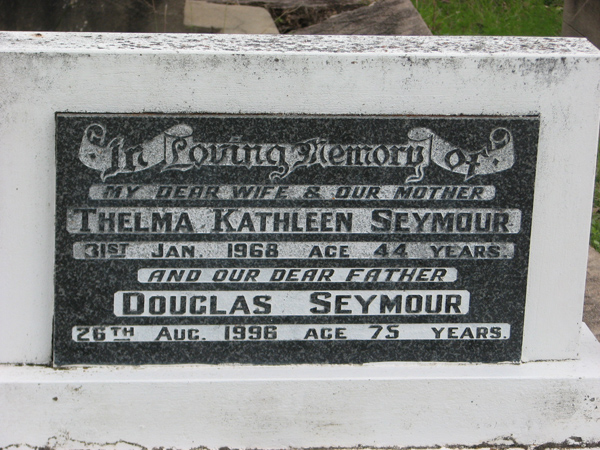 In Loving Memory of
MY DEAR WIFE & OUR MOTHER
THELMA KATHLEEN SEYMOUR
31ST JAN. 1968 AGE 44 YEARS.
AND OUR DEAR FATHER
DOUGLAS SEYMOUR
26TH AUG. 1996 AGE 75 YEARS.